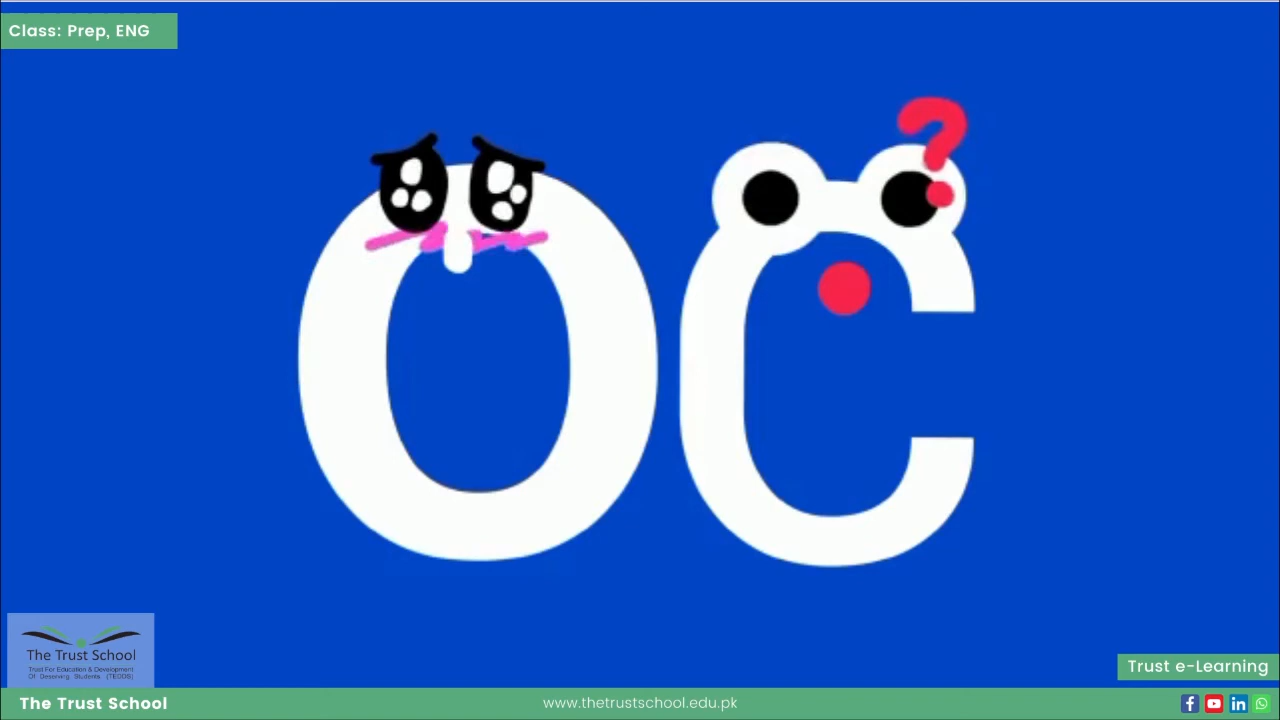 Class: Prep, ENG
?
OC
The Trust School
Trust For Education & Development
Of Deserving Students (TEDDS)
Trust e-Learning
The Trust School
www.thetrustschool.edu.pk